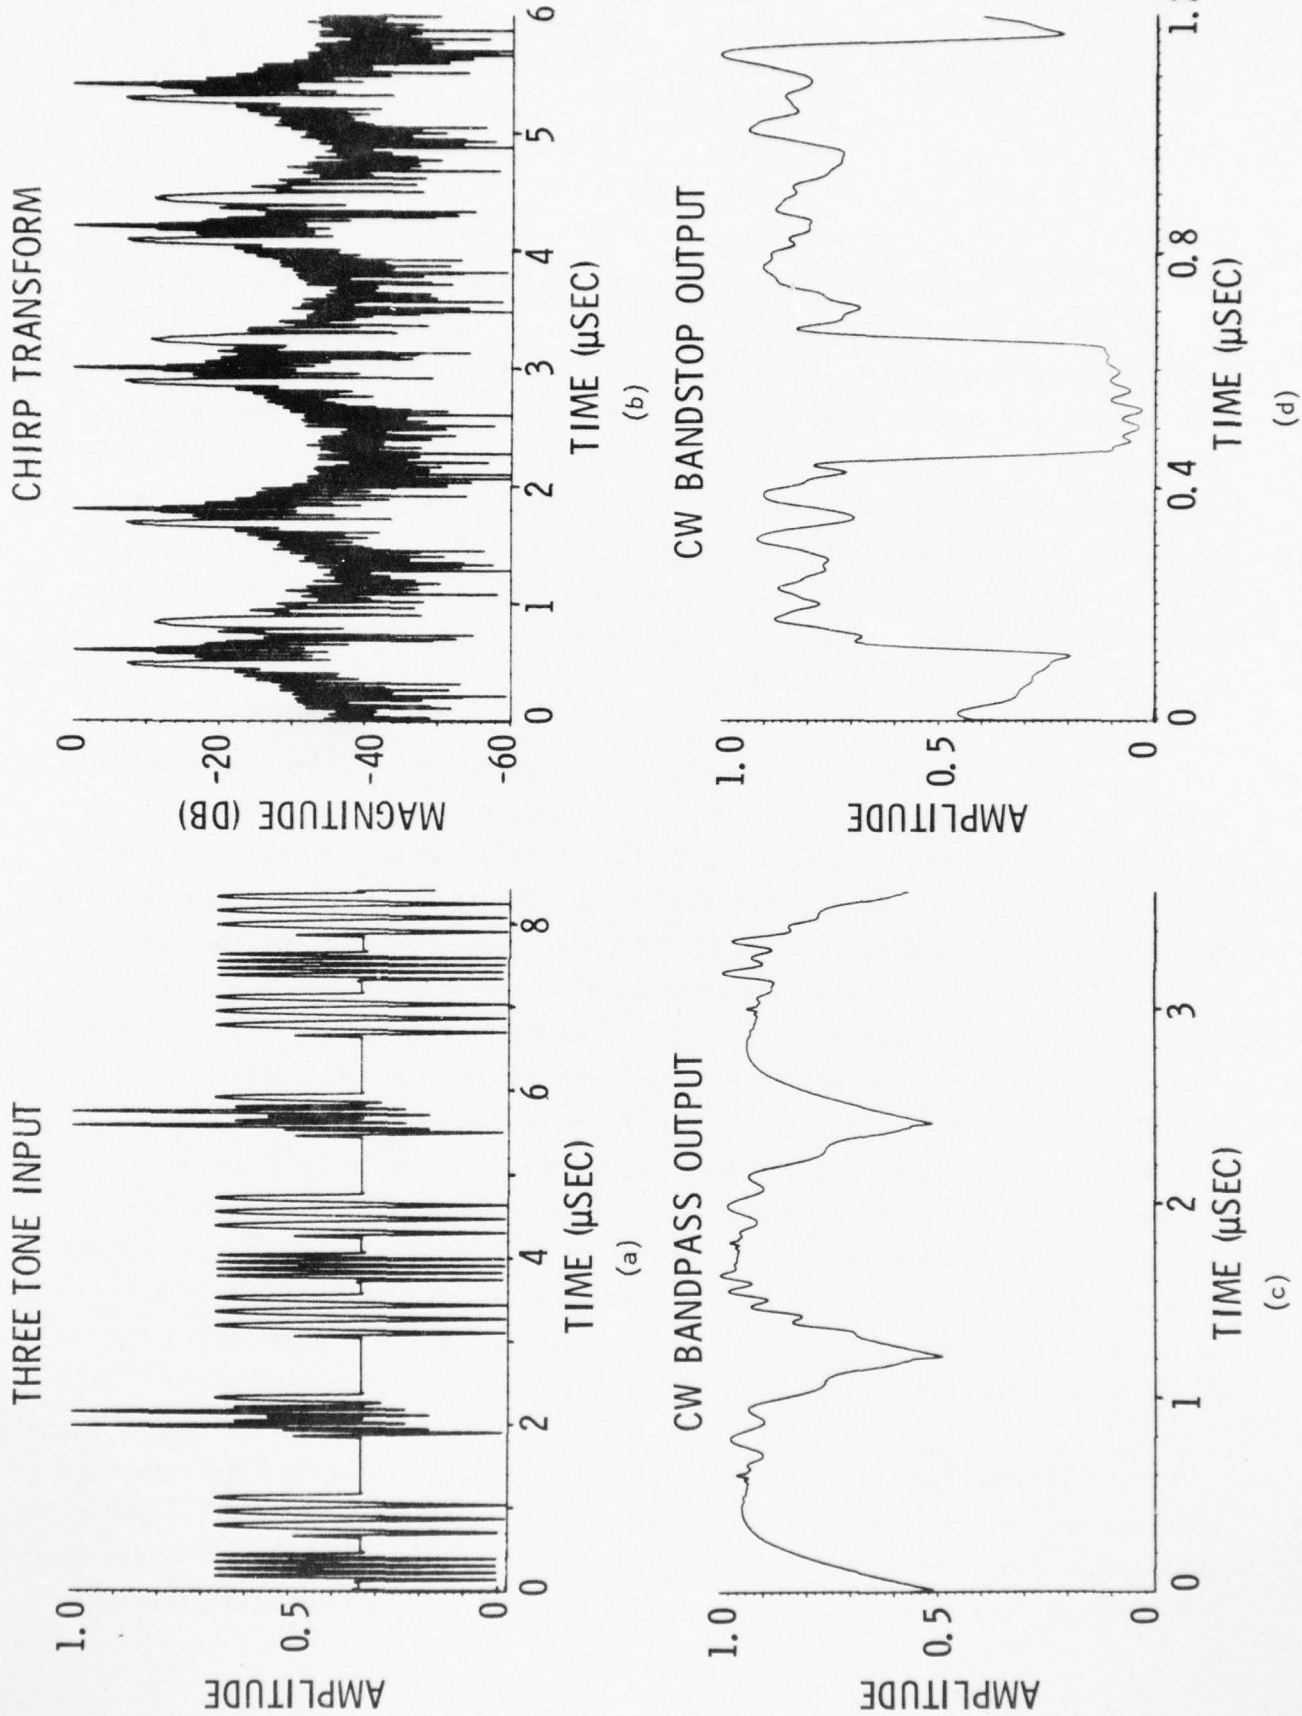 THREE TONE INPUT
AMPLITUDE
1.0
0.5
0
0 2 4 6 8
TIME (μSEC)
(a)
CHIRP TRANSFORM
MAGNITUDE (DB)
0
-20
-40
-60
0 1 2 3 4 5 6
TIME (μSEC)
(b)
CW BANDPASS OUTPUT
AMPLITUDE
1.0
0.5
0
0 1 2 3
TIME (μSEC)
(c)
CW BANDSTOP OUTPUT
AMPLITUDE
1.0
0.5
0
0 0.4 0.8
TIME (μSEC)
(d)